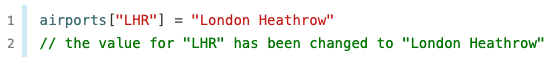 1 airports["LHR"] = "London Heathrow"
2 // the value for "LHR" has been changed to "London Heathrow"